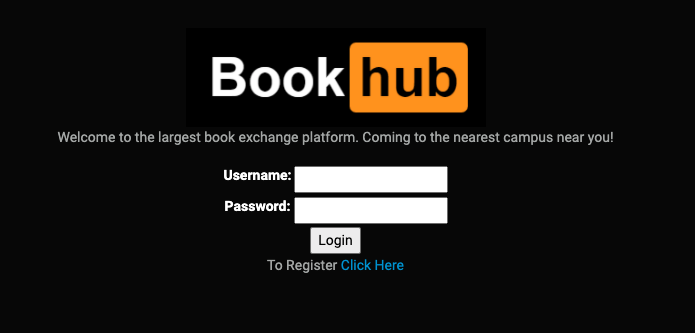 Book hub
Welcome to the largest book exchange platform. Coming to the nearest campus near you!
Username:
Password:
Login
To Register Click Here